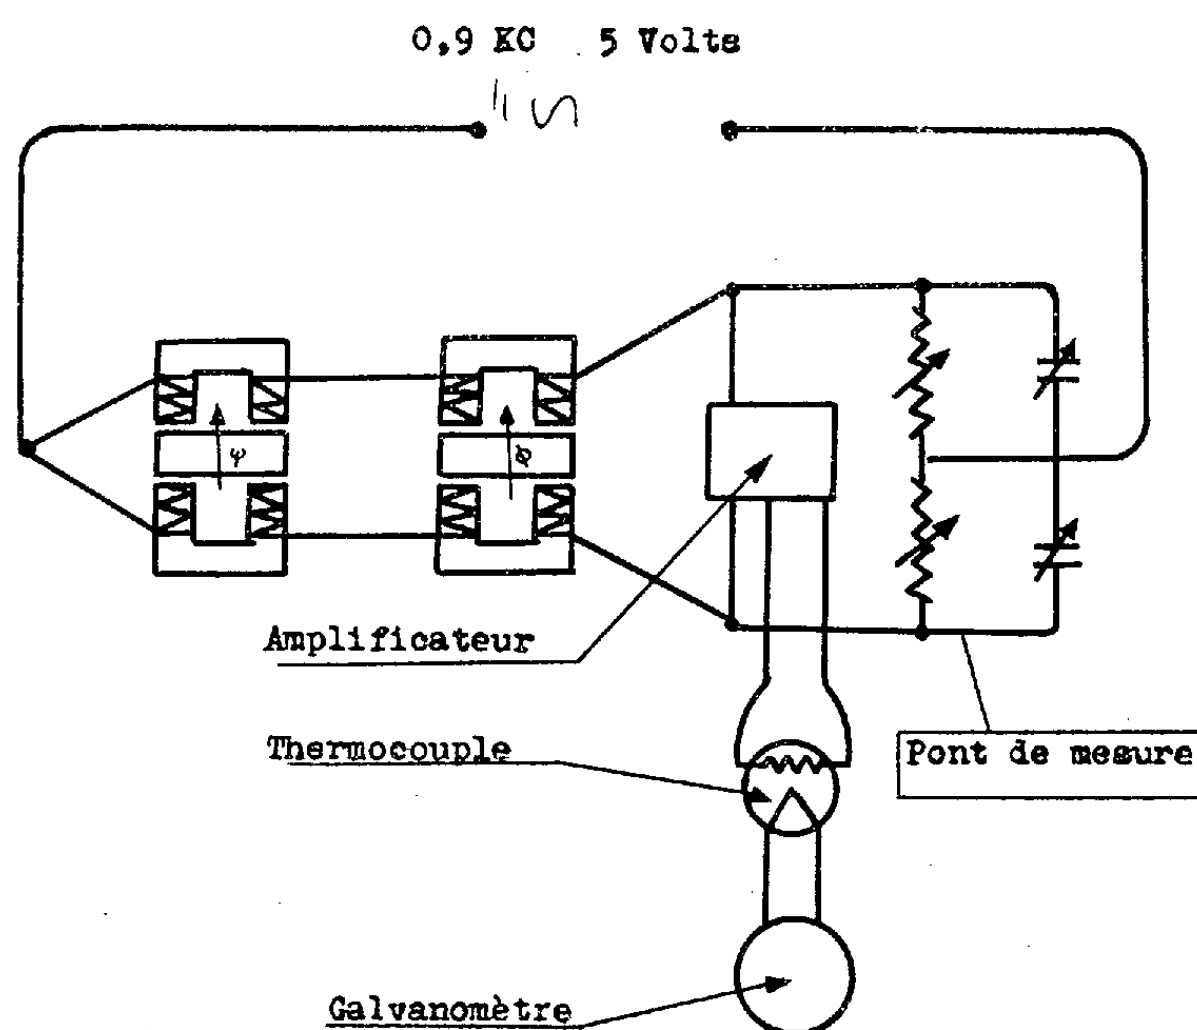 0,9 KC 5 Volts
Ψ
Φ
Amplificateur
Thermocouple
Pont de mesure
Galvanomètre